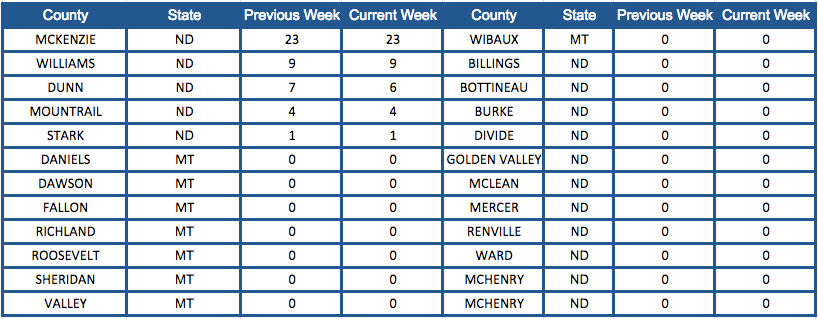 County State Previous Week Current Week County State Previous Week Current Week
MCKENZIE ND 23 23 WIBAUX MT 0 0
WILLIAMS ND 9 9 BILLINGS ND 0 0
DUNN ND 7 6 BOTTINEAU ND 0 0
MOUNTRAIL ND 4 4 BURKE ND 0 0
STARK ND 1 1 DIVIDE ND 0 0
DANIELS MT 0 0 GOLDEN VALLEY ND 0 0
DAWSON MT 0 0 MCLEAN ND 0 0
FALLON MT 0 0 MERCER ND 0 0
RICHLAND MT 0 0 RENVILLE ND 0 0
ROOSEVELT MT 0 0 WARD ND 0 0
SHERIDAN MT 0 0 MCHENRY ND 0 0
VALLEY MT 0 0 MCHENRY ND 0 0